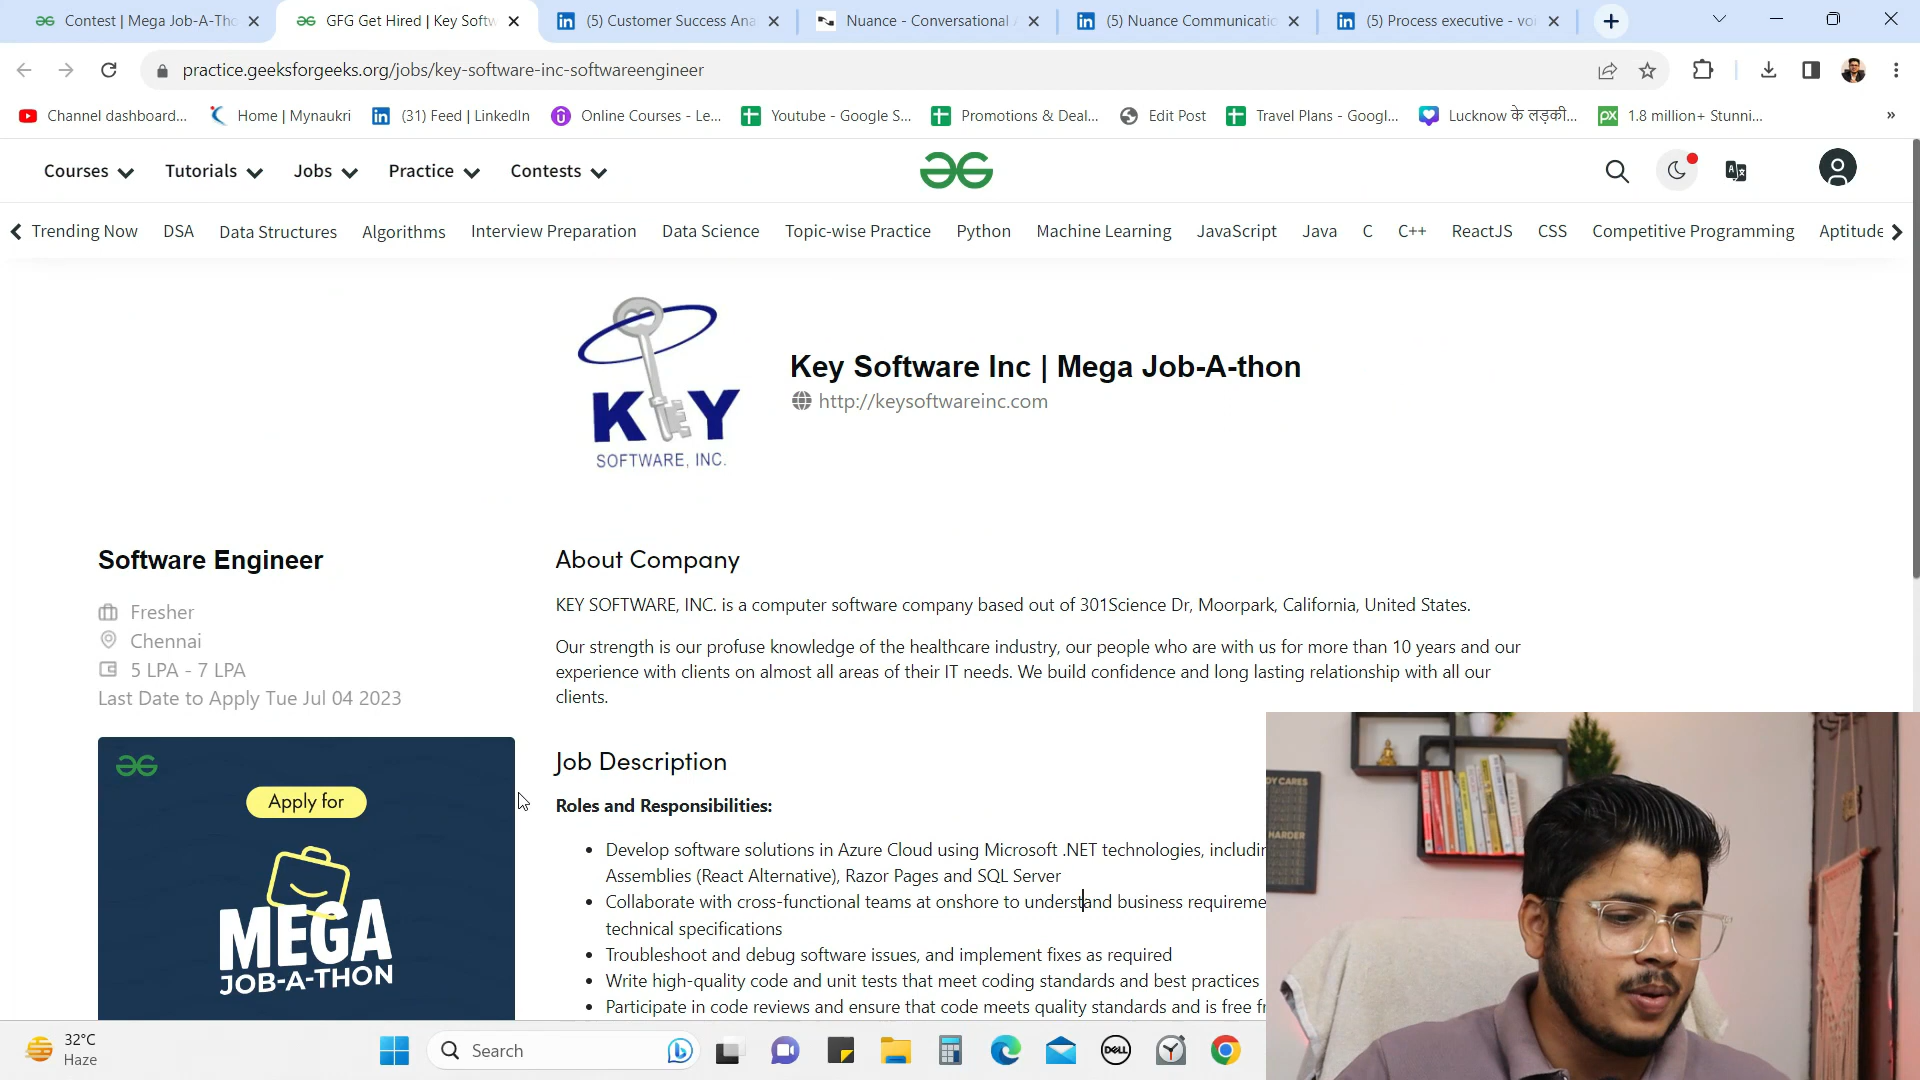 Contest | Mega Job-A-Tho
GFG Get Hired | Key Softw
(5) Customer Success Ana
Nuance - Conversational
(5) Nuance Communicatio
(5) Process executive - voi
practice.geeksforgeeks.org/jobs/key-software-inc-softwareengineer
Channel dashboard...
Home | Mynaukri
(31) Feed | LinkedIn
Online Courses - Le...
Youtube - Google S...
Promotions & Deal...
Edit Post
Travel Plans - Googl...
Lucknow के लड़की...
px 1.8 million+ Stunni...
»
Courses
Tutorials
Jobs
Practice
Contests
Trending Now
DSA
Data Structures
Algorithms
Interview Preparation
Data Science
Topic-wise Practice
Python
Machine Learning
JavaScript
Java
C
C++
ReactJS
CSS
Competitive Programming
Aptitude
KEY
SOFTWARE, INC.
Key Software Inc | Mega Job-A-thon
http://keysoftwareinc.com
Software Engineer
Fresher
Chennai
5 LPA - 7 LPA
Last Date to Apply Tue Jul 04 2023
Apply for
MEGA
JOB-A-THON
About Company
KEY SOFTWARE, INC. is a computer software company based out of 301Science Dr, Moorpark, California, United States.
Our strength is our profuse knowledge of the healthcare industry, our people who are with us for more than 10 years and our
experience with clients on almost all areas of their IT needs. We build confidence and long lasting relationship with all our
clients.
Job Description
Roles and Responsibilities:
• Develop software solutions in Azure Cloud using Microsoft .NET technologies, includin
Assemblies (React Alternative), Razor Pages and SQL Server
• Collaborate with cross-functional teams at onshore to understand business requireme
technical specifications
• Troubleshoot and debug software issues, and implement fixes as required
• Write high-quality code and unit tests that meet coding standards and best practices
• Participate in code reviews and ensure that code meets quality standards and is free fr
DY CARES
HARDER
32°C
Haze
Search
DELL